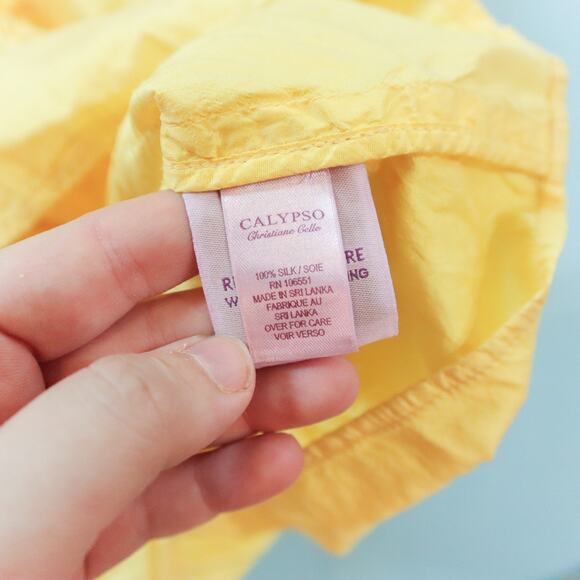 CALYPSO
Christiane Celle
100% SILK / SOIE
RN 106551
MADE IN SRI LANKA
FABRIQUE AU
SRI LANKA
OVER FOR CARE
VOIR VERSO